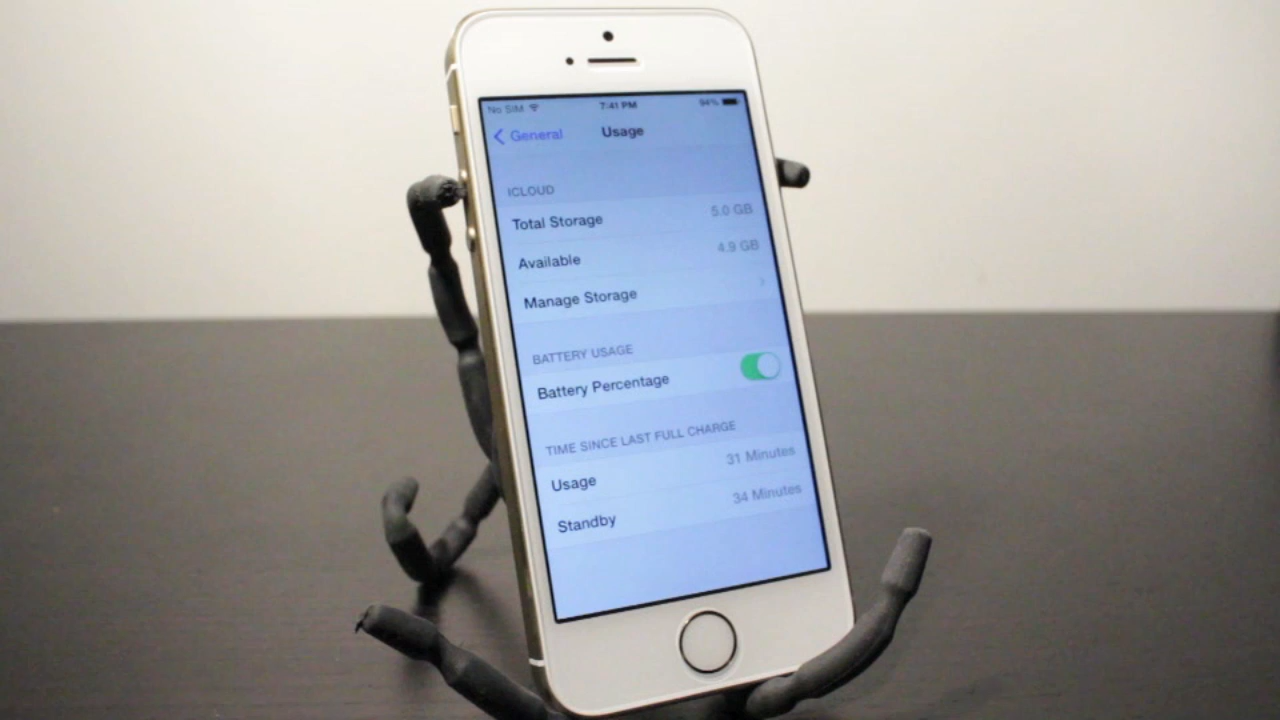 No SIM 7:41 PM 94%
General Usage
ICLOUD
Total Storage 5.0 GB
Available 4.9 GB
Manage Storage
BATTERY USAGE
Battery Percentage
TIME SINCE LAST FULL CHARGE
Usage 31 Minutes
Standby 34 Minutes